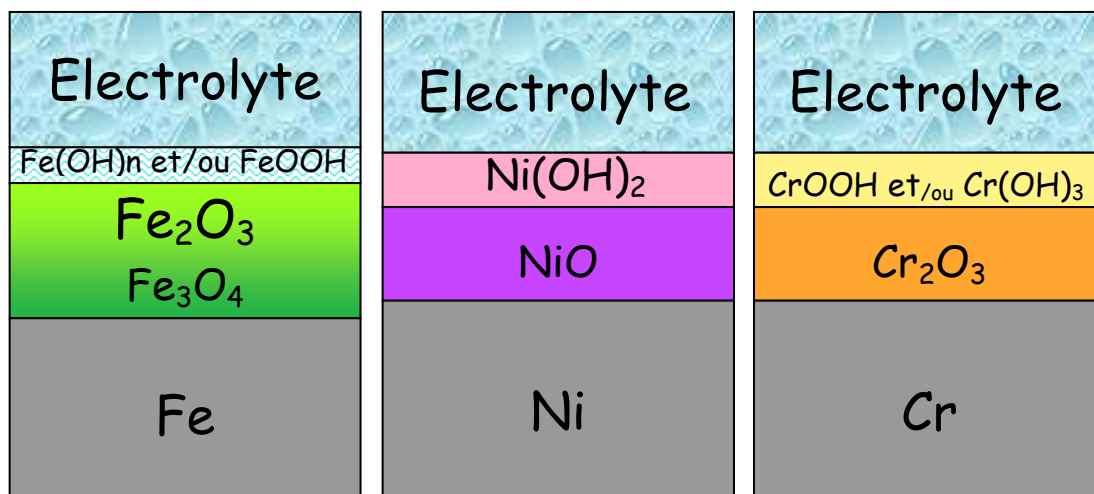 Electrolyte
Fe(OH)n et/ou FeOOH
Fe₂O₃
Fe₃O₄
Fe
Electrolyte
Ni(OH)₂
NiO
Ni
Electrolyte
CrOOH et/ou Cr(OH)₃
Cr₂O₃
Cr